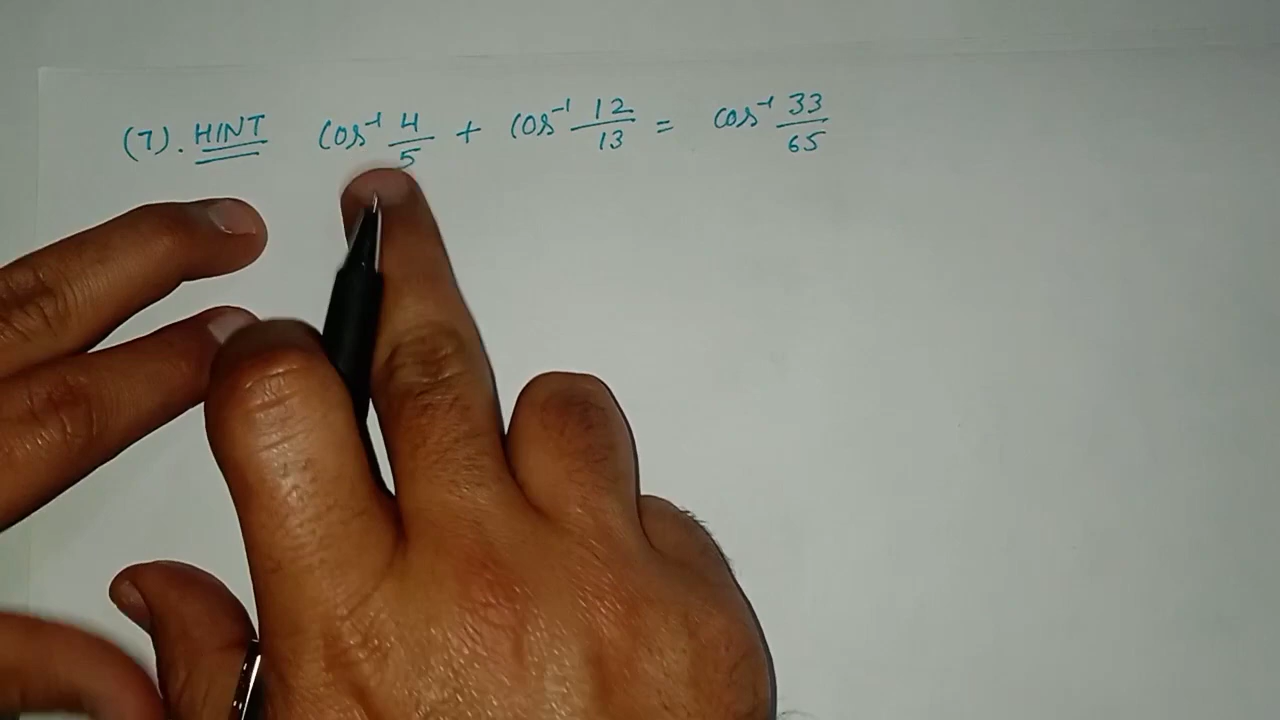 (7). HINT cos⁻¹ 4/5 + cos⁻¹ 12/13 = cos⁻¹ 33/65